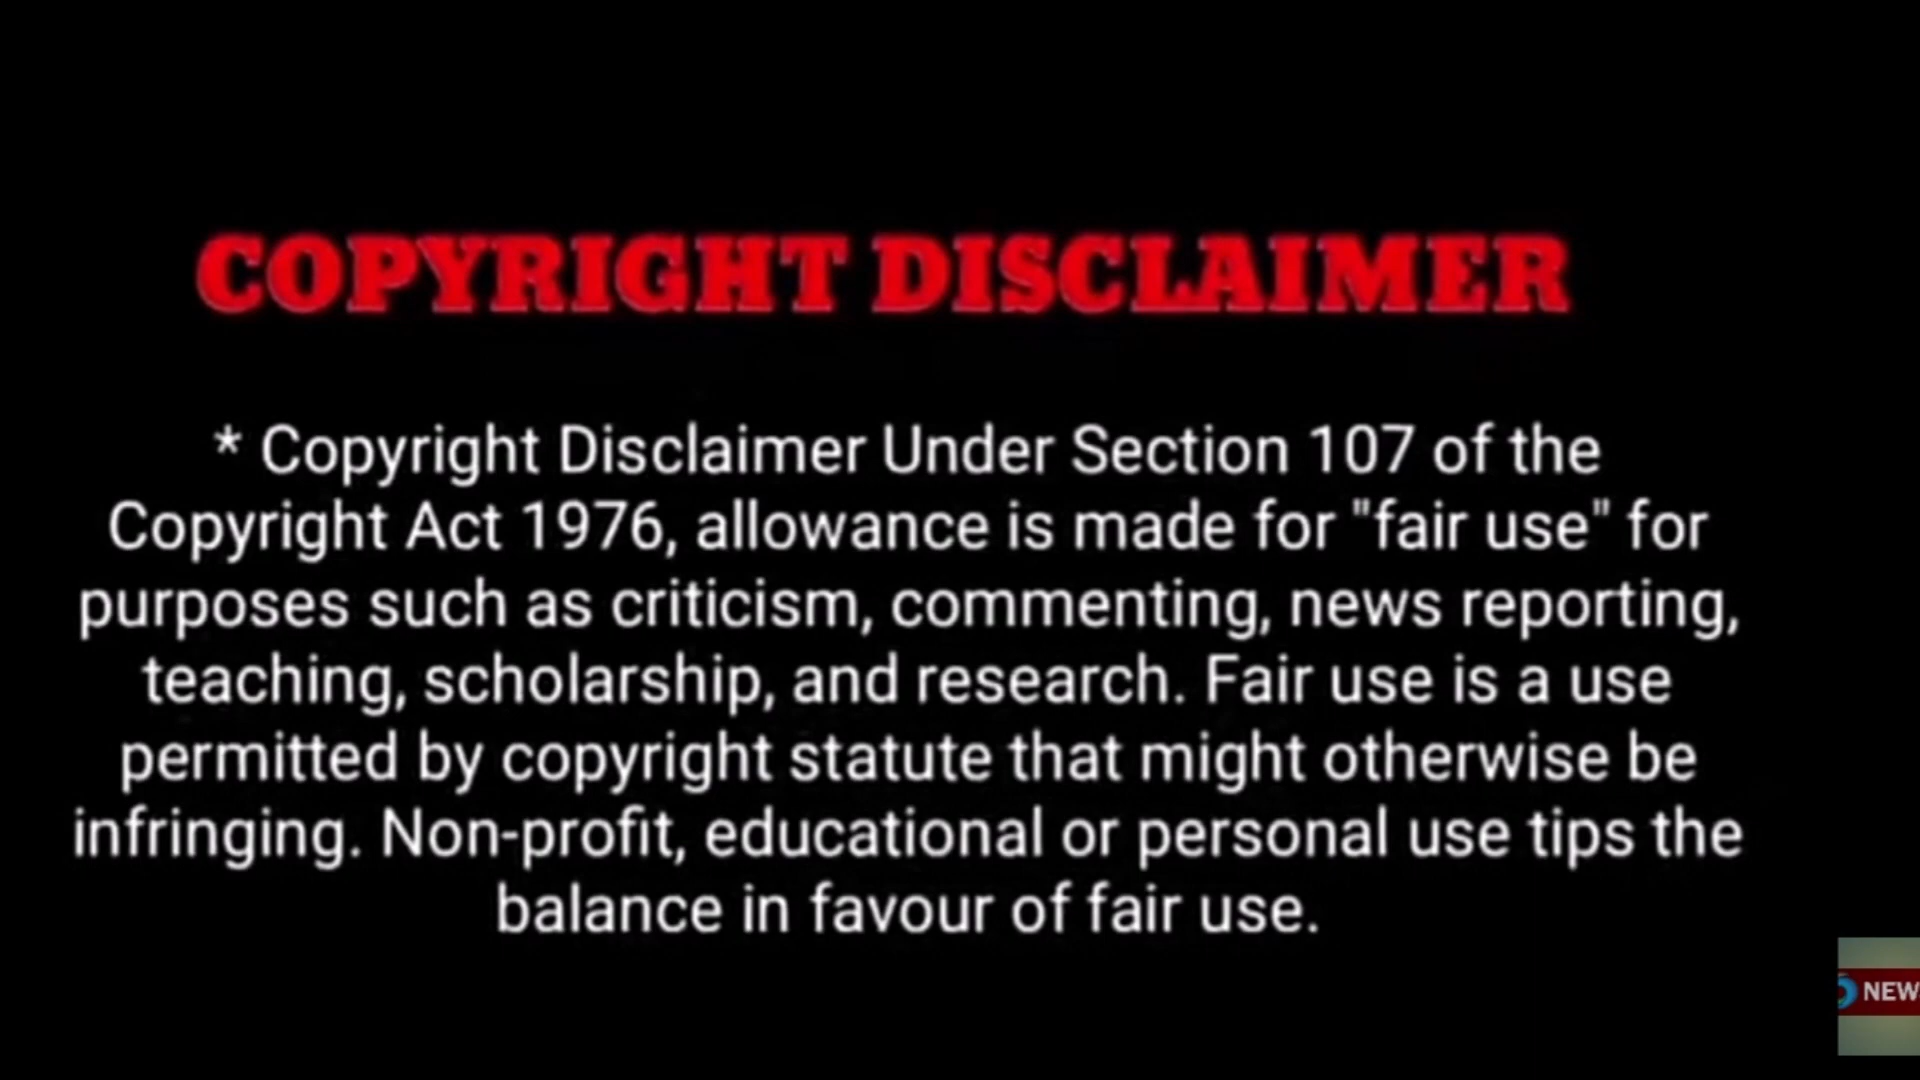 COPYRIGHT DISCLAIMER
* Copyright Disclaimer Under Section 107 of the
Copyright Act 1976, allowance is made for "fair use" for
purposes such as criticism, commenting, news reporting,
teaching, scholarship, and research. Fair use is a use
permitted by copyright statute that might otherwise be
infringing. Non-profit, educational or personal use tips the
balance in favour of fair use.